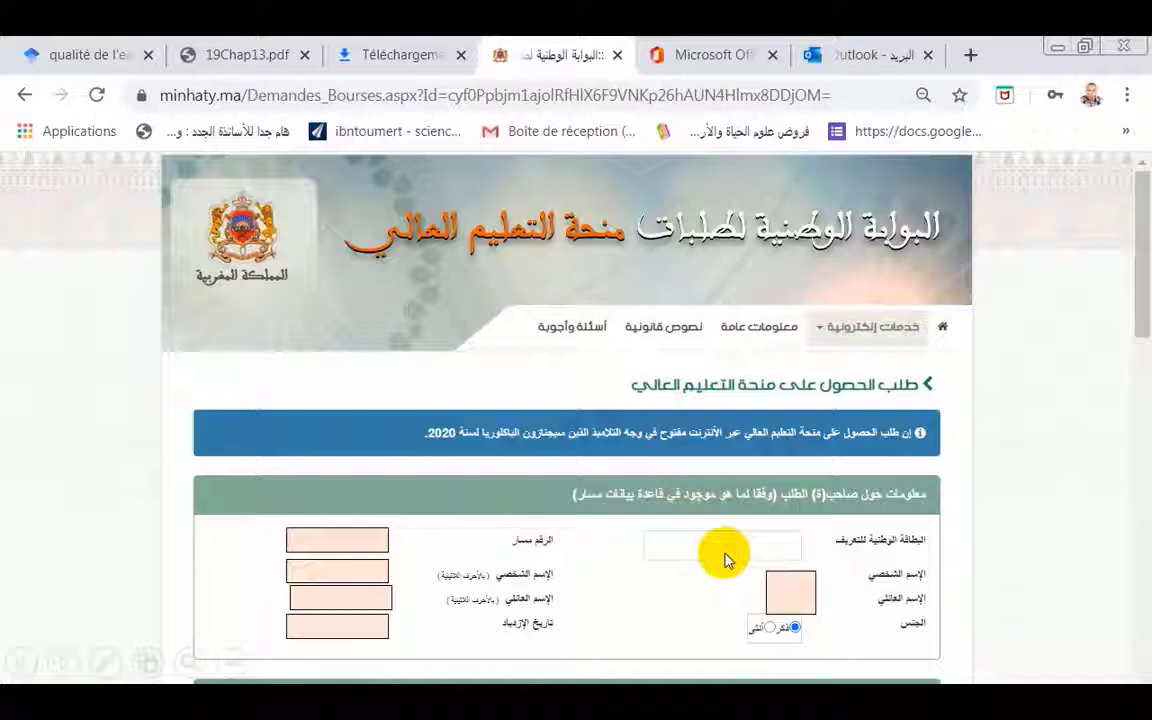 qualité de l'ea
19Chap13.pdf
Téléchargeme
::البوابة الوطنية لط
Microsoft Off
Outlook - البريد
minhaty.ma/Demandes_Bourses.aspx?Id=cyf0Ppbjm1ajolRfHlX6F9VNKp26hAUN4Hlmx8DDjOM=
Applications
هام جدا للأساتذة الجدد : و...
ibntoumert - scienc...
Boîte de réception (...
فروض علوم الحياة والأر...
https://docs.google...
»
البوابة الوطنية لطلبات منحة التعليم العالي
المملكة المغربية
خدمات إلكترونية
معلومات عامة
نصوص قانونية
أسئلة وأجوبة
طلب الحصول على منحة التعليم العالي
إن طلب الحصول على منحة التعليم العالي عبر الأنترنت مفتوح في وجه التلاميذ الذين سيجتازون الباكلوريا لسنة 2020.
معلومات حول صاحب(ة) الطلب (وفقا لما هو موجود في قاعدة بيانات مسار)
البطاقة الوطنية للتعريف
الرقم مسار
الإسم الشخصي
الإسم الشخصي ( بالأحرف اللاتينية )
الإسم العائلي
الإسم العائلي ( بالأحرف اللاتينية )
الجنس
ذكر
أنثى
تاريخ الإزدياد